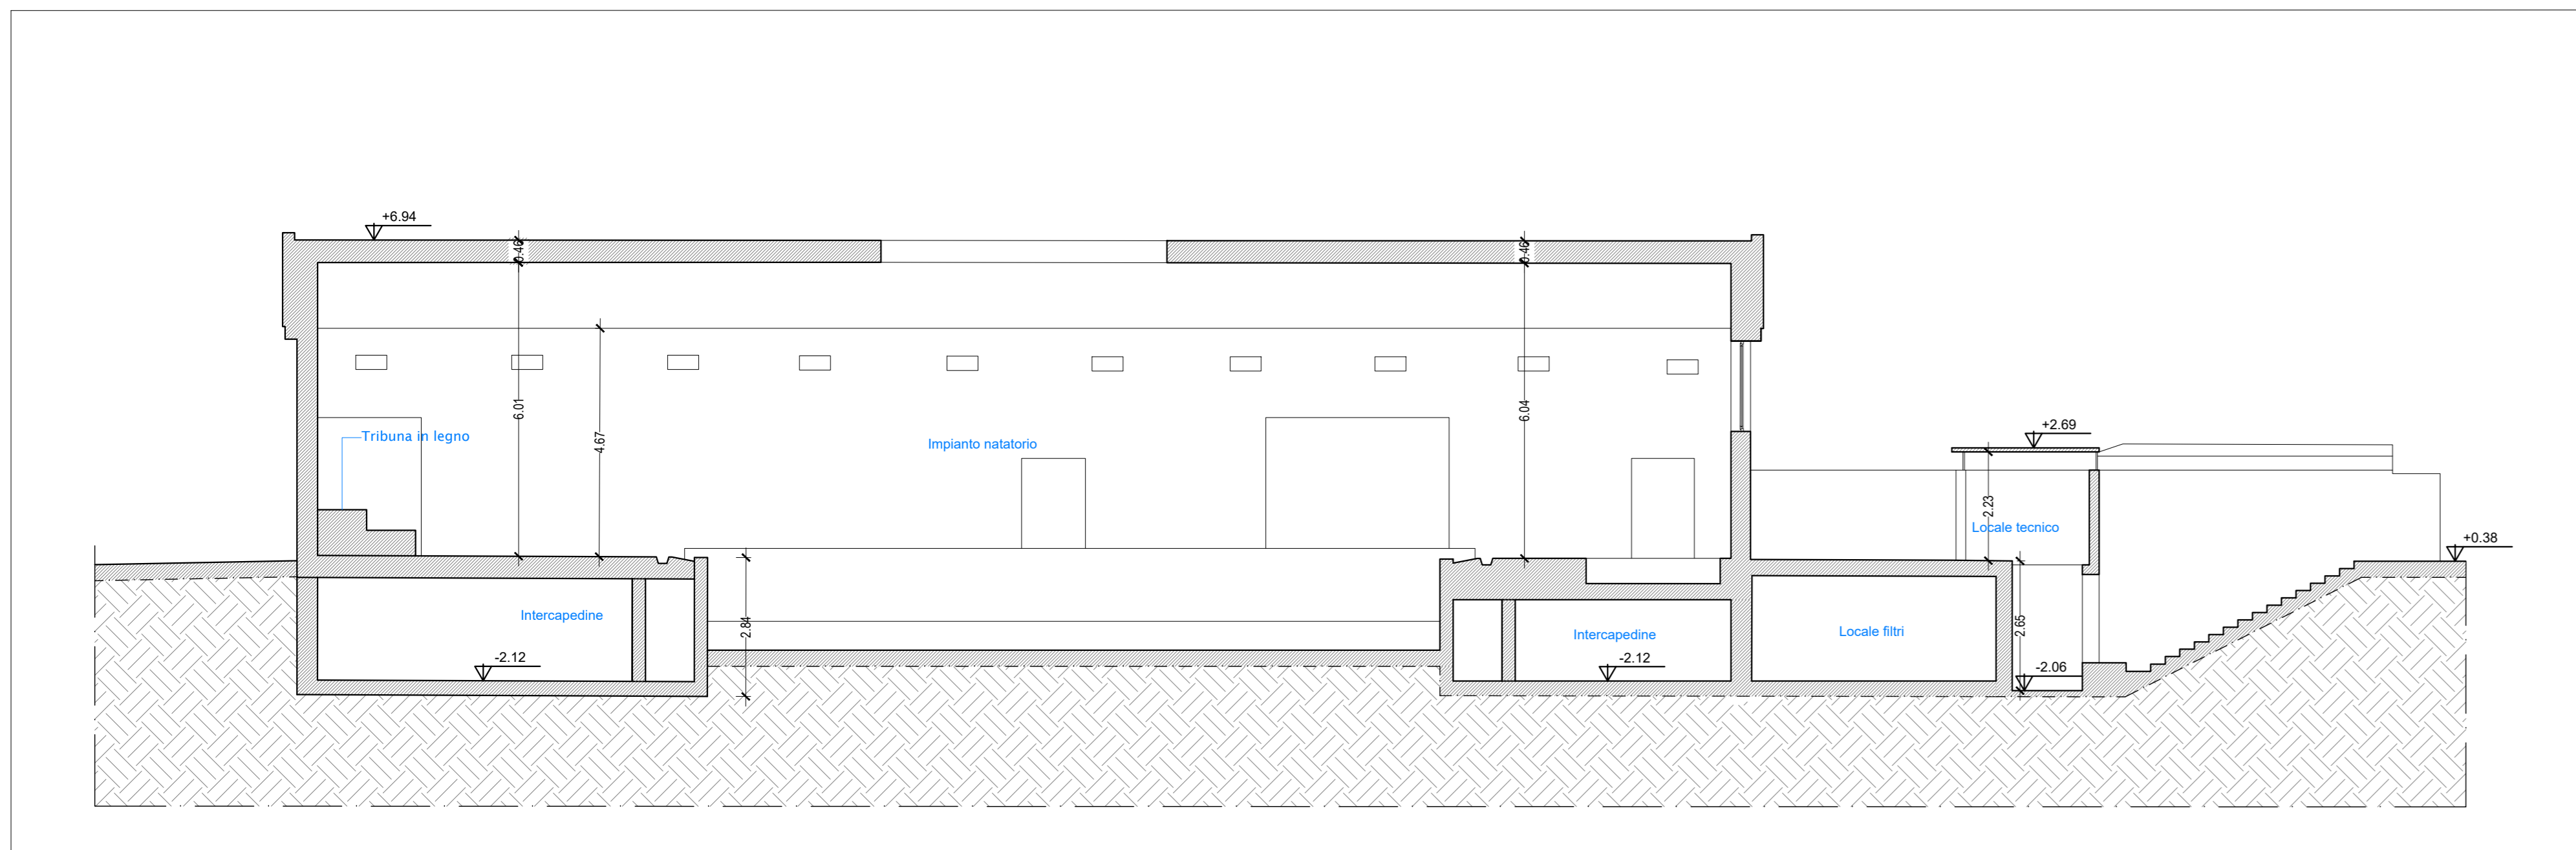 +6.94
0.46
0.46
6.01
4.67
6.04
Tribuna in legno
Impianto natatorio
+2.69
2.23
Locale tecnico
+0.38
Intercapedine
2.84
Intercapedine
Locale filtri
2.65
-2.12
-2.12
-2.06